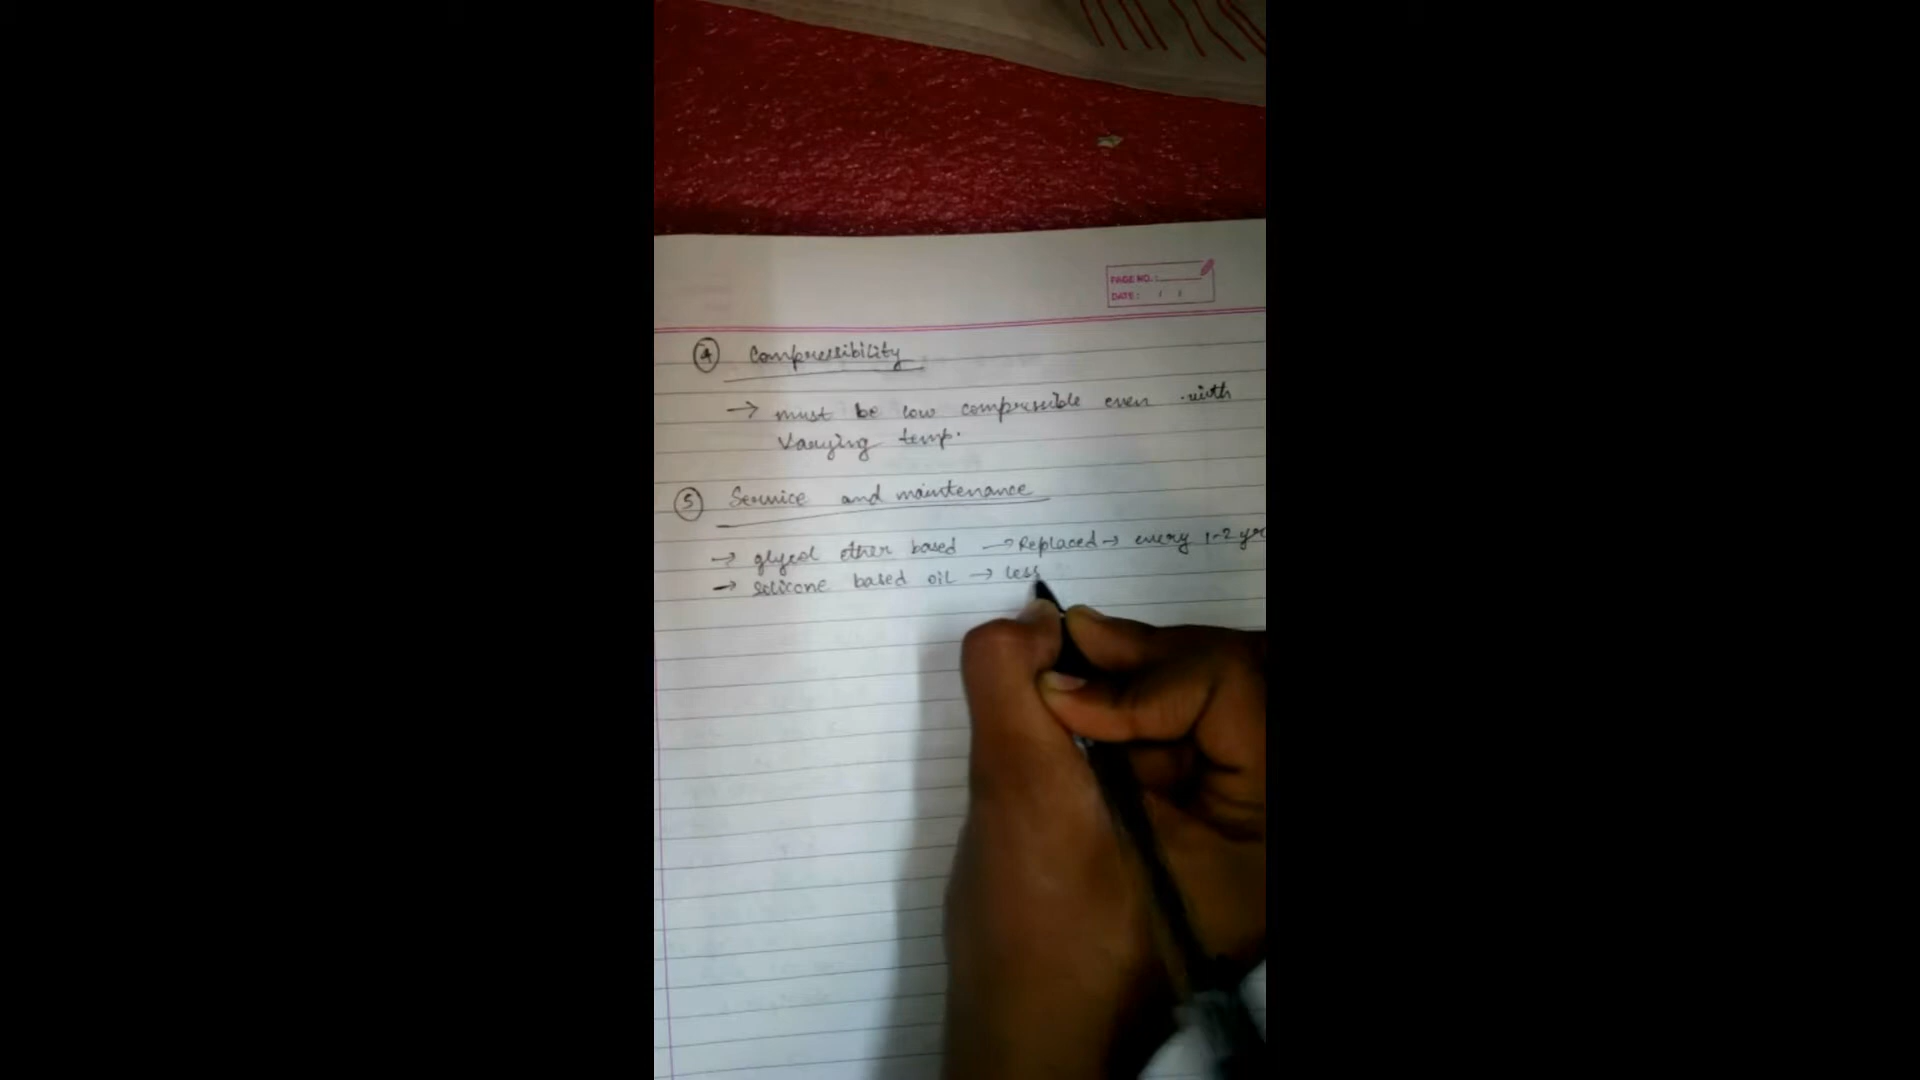 PAGE NO.:
DATE: / /
④ Compressibility
→ must be low compressible even with
varying temp.
⑤ Service and maintenance
→ glycol ether based → Replaced → every 1-2 yr
→ silicone based oil → less